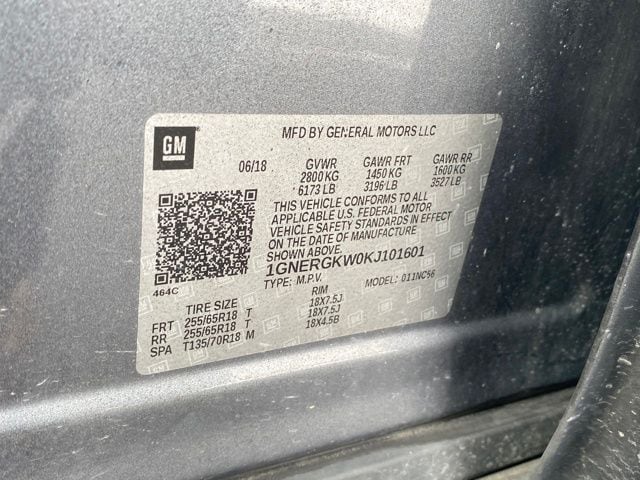 GM
MFD BY GENERAL MOTORS LLC
06/18 GVWR GAWR FRT GAWR RR
2800 KG 1450 KG 1600 KG
6173 LB 3196 LB 3527 LB
THIS VEHICLE CONFORMS TO ALL
APPLICABLE U.S. FEDERAL MOTOR
VEHICLE SAFETY STANDARDS IN EFFECT
ON THE DATE OF MANUFACTURE
SHOWN ABOVE.
1GNERGKW0KJ101601
464C TYPE: M.P.V. MODEL: 011NC56
TIRE SIZE RIM
FRT 255/65R18 T 18X7.5J
RR 255/65R18 T 18X7.5J
SPA T135/70R18 M 18X4.5B